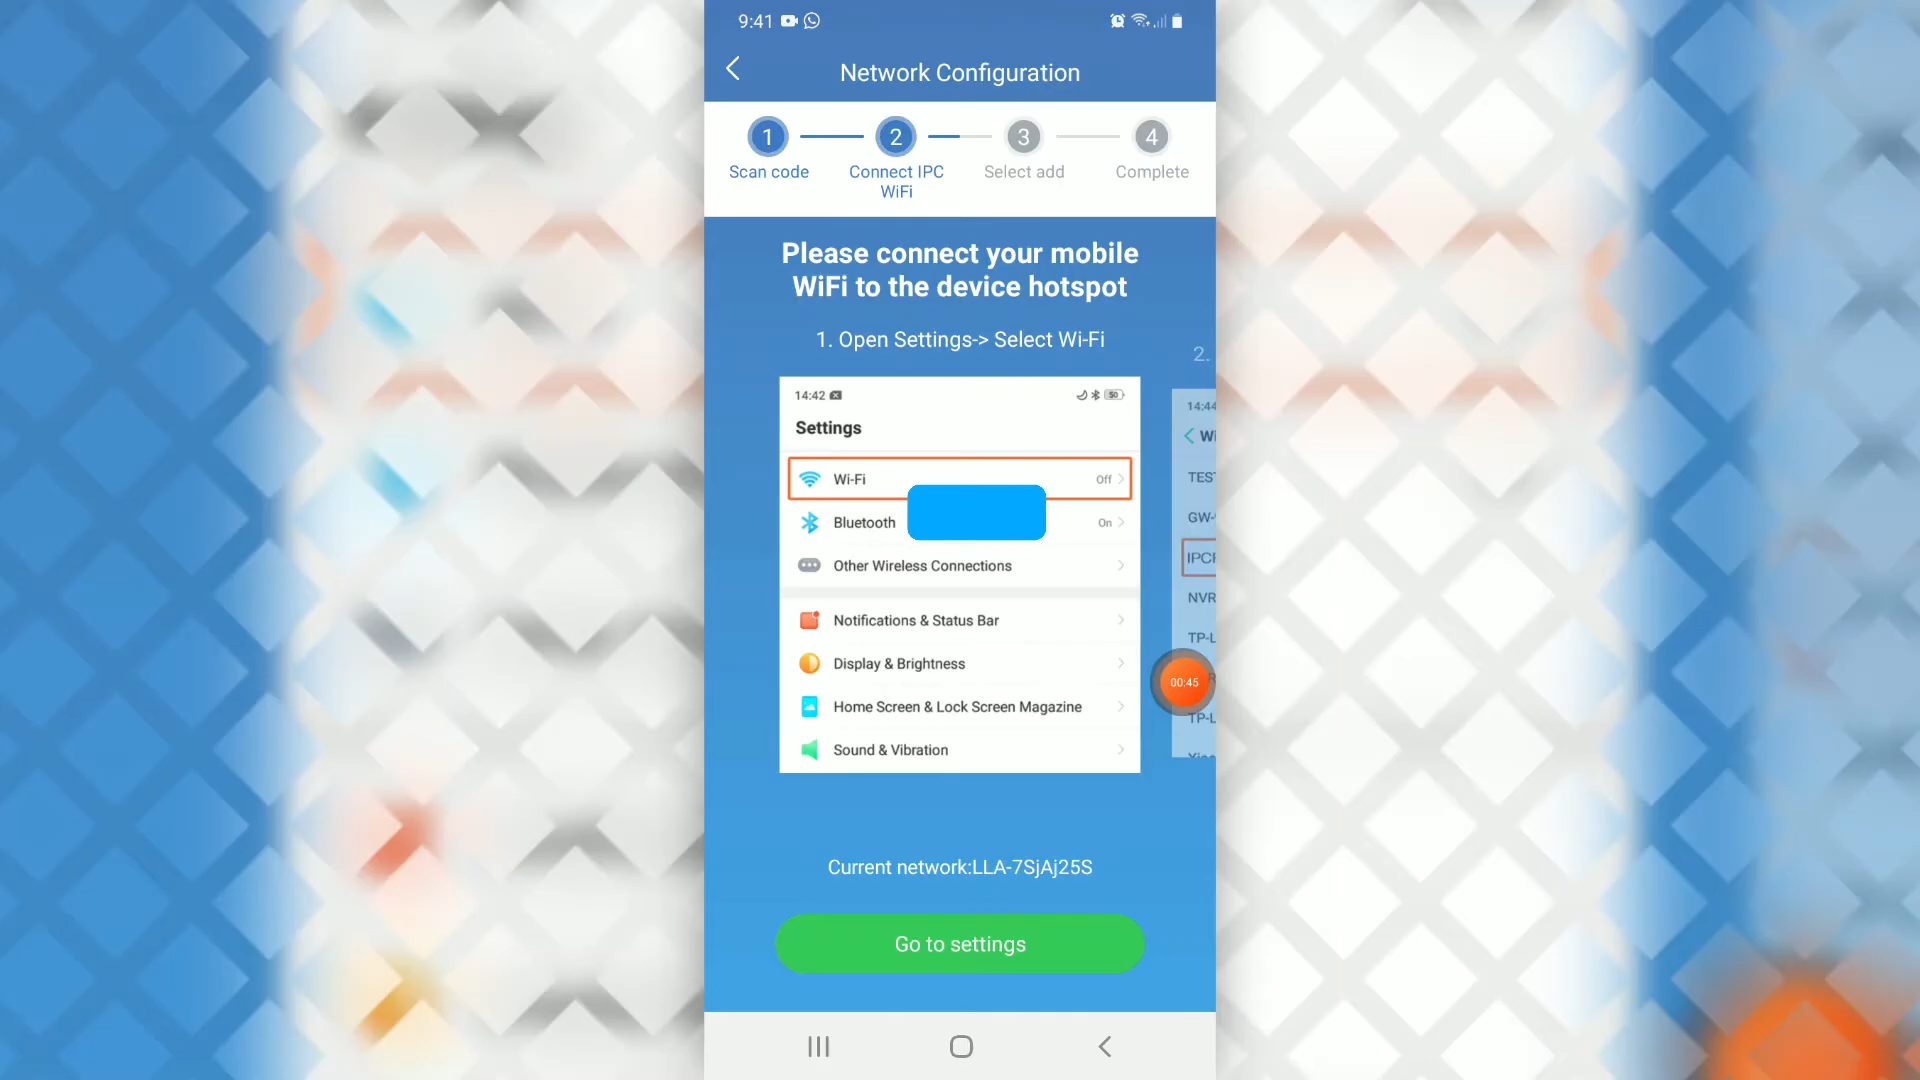 9:41
Network Configuration
1 2 3 4
Scan code Connect IPC Select add Complete
WiFi
Please connect your mobile
WiFi to the device hotspot
1. Open Settings-> Select Wi-Fi
2.
14:42 50
Settings
Wi-Fi Off
Bluetooth On
Other Wireless Connections
Notifications & Status Bar
Display & Brightness
Home Screen & Lock Screen Magazine
Sound & Vibration
14:44
TEST
GW-
NVR
TP-L
00:45
TP-L
Current network:LLA-7SjAj25S
Go to settings